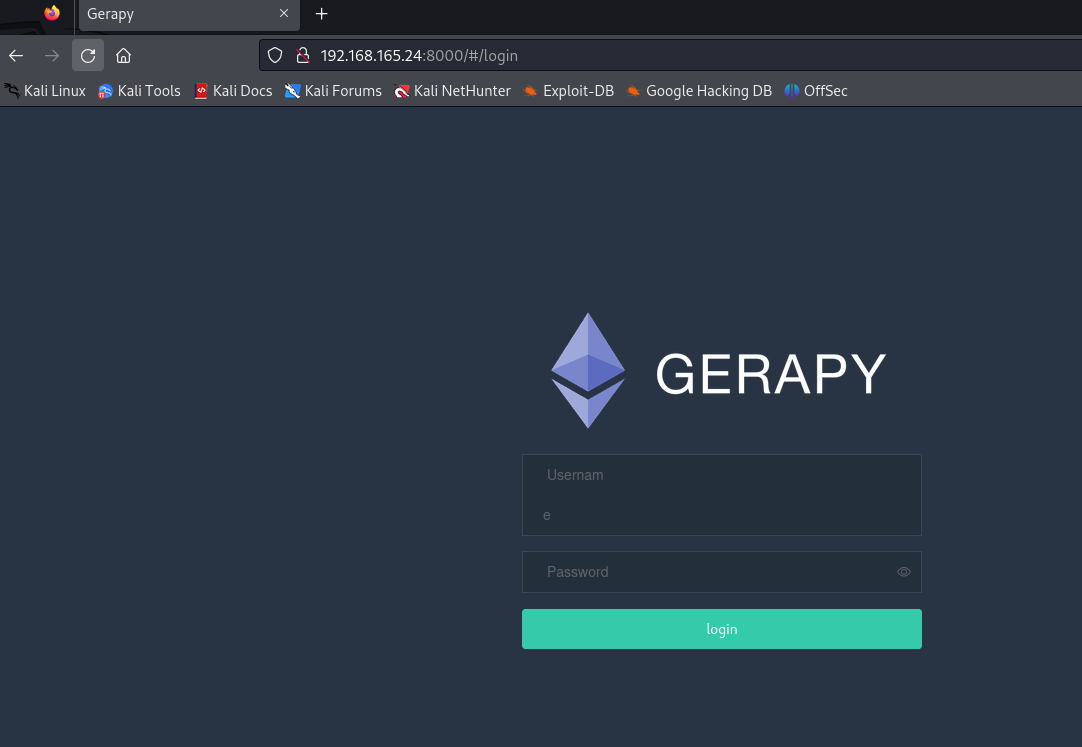 Gerapy
192.168.165.24:8000/#/login
Kali Linux Kali Tools Kali Docs Kali Forums Kali NetHunter Exploit-DB Google Hacking DB OffSec
GERAPY
Usernam
e
Password
login